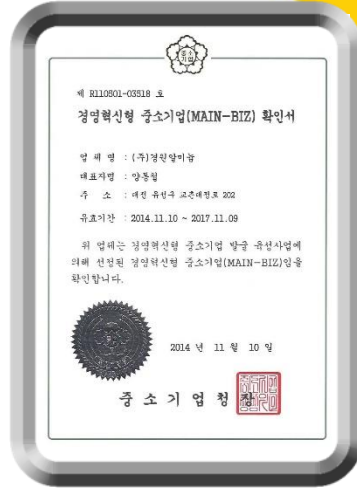 중소
기업
제 R110501-03518 호
경영혁신형 중소기업(MAIN-BIZ) 확인서
업 체 명 : (주)경원알미늄
대표자명 : 양동협
주 소 : 대전 유성구 교촌대정로 202
유효기간 : 2014.11.10 ~ 2017.11.09
위 업체는 경영혁신형 중소기업 발굴 육성사업에
의해 선정된 경영혁신형 중소기업(MAIN-BIZ)임을
확인합니다.
2014 년 11 월 10 일
중 소 기 업 청 장